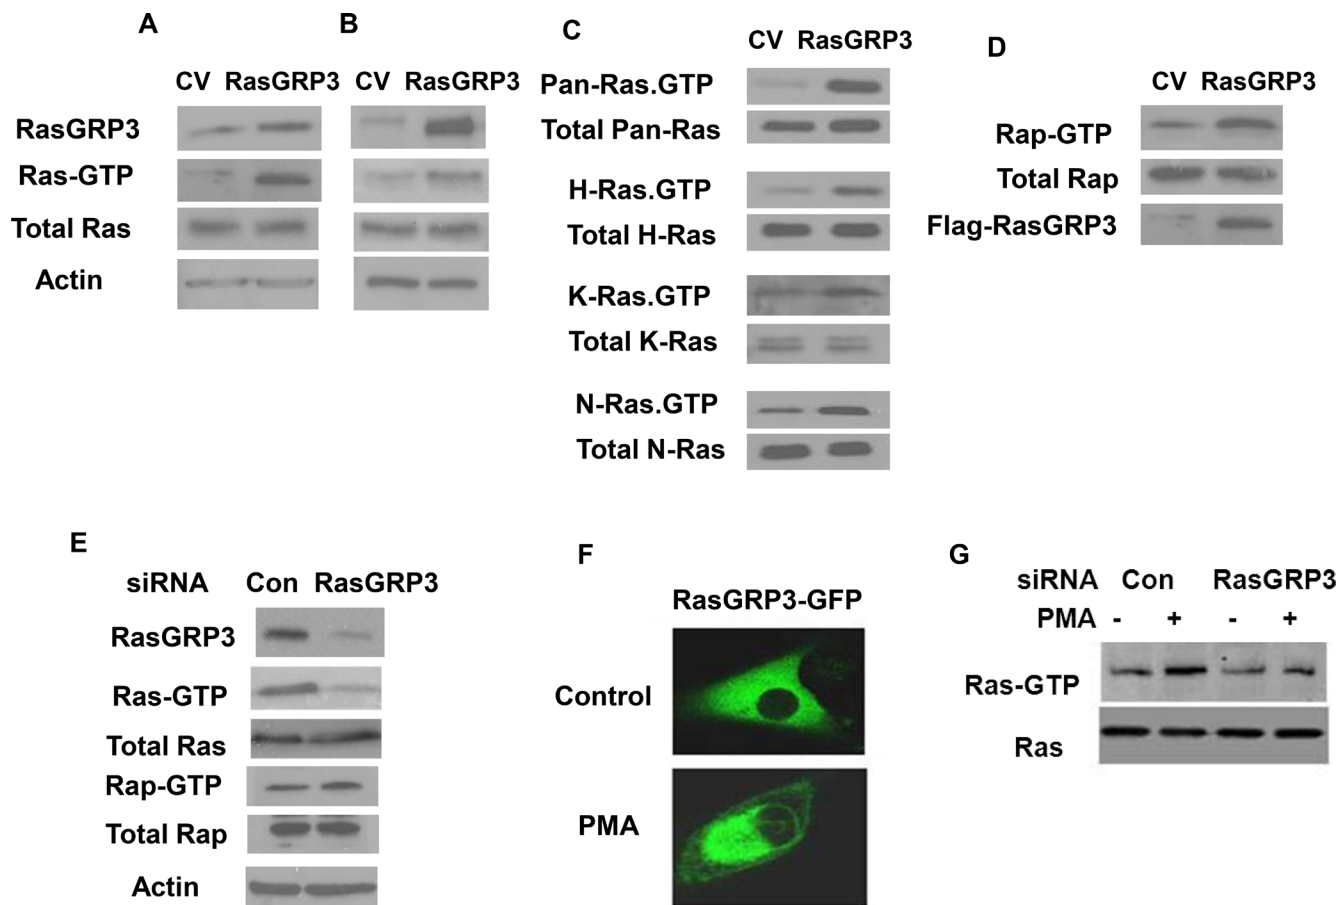 A
CV RasGRP3
RasGRP3
Ras-GTP
Total Ras
Actin
B
CV RasGRP3
C
CV RasGRP3
Pan-Ras.GTP
Total Pan-Ras
H-Ras.GTP
Total H-Ras
K-Ras.GTP
Total K-Ras
N-Ras.GTP
Total N-Ras
D
CV RasGRP3
Rap-GTP
Total Rap
Flag-RasGRP3
E
siRNA Con RasGRP3
RasGRP3
Ras-GTP
Total Ras
Rap-GTP
Total Rap
Actin
F
RasGRP3-GFP
Control
PMA
G
siRNA Con RasGRP3
PMA - + - +
Ras-GTP
Ras